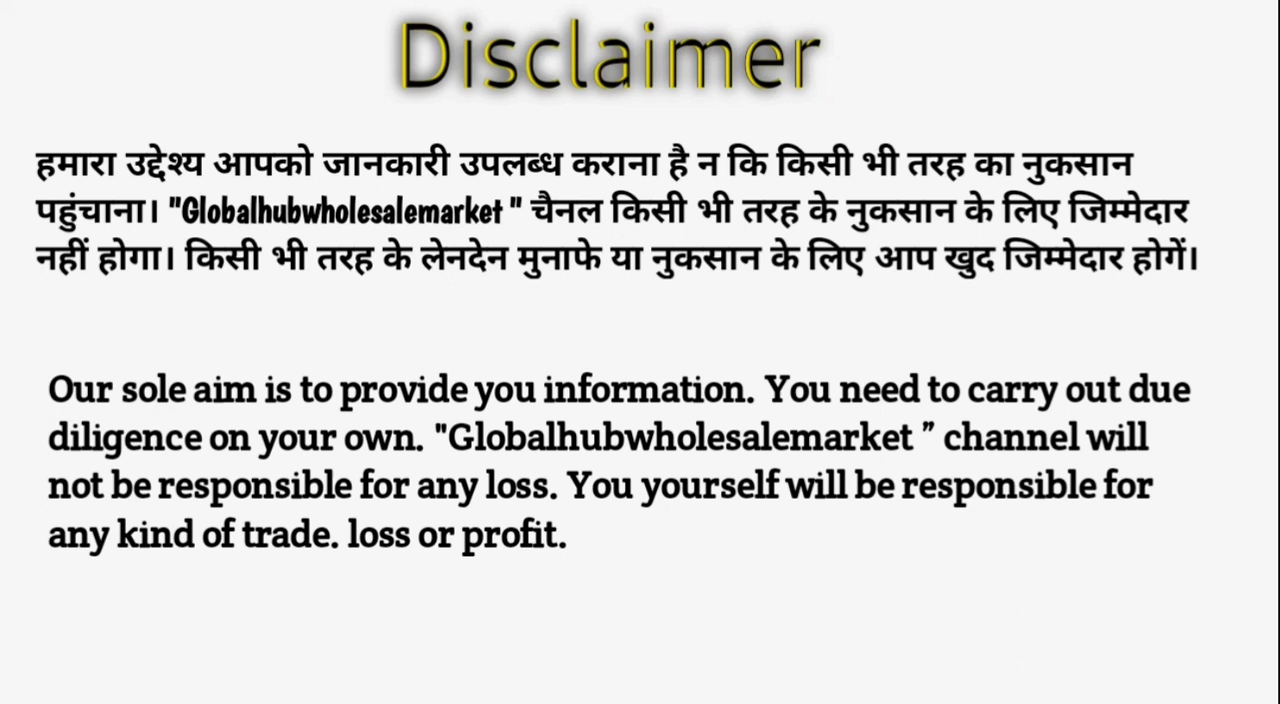 Disclaimer
हमारा उद्देश्य आपको जानकारी उपलब्ध कराना है न कि किसी भी तरह का नुकसान
पहुंचाना। "Globalhubwholesalemarket " चैनल किसी भी तरह के नुकसान के लिए जिम्मेदार
नहीं होगा। किसी भी तरह के लेनदेन मुनाफे या नुकसान के लिए आप खुद जिम्मेदार होगें।
Our sole aim is to provide you information. You need to carry out due
diligence on your own. "Globalhubwholesalemarket ” channel will
not be responsible for any loss. You yourself will be responsible for
any kind of trade. loss or profit.